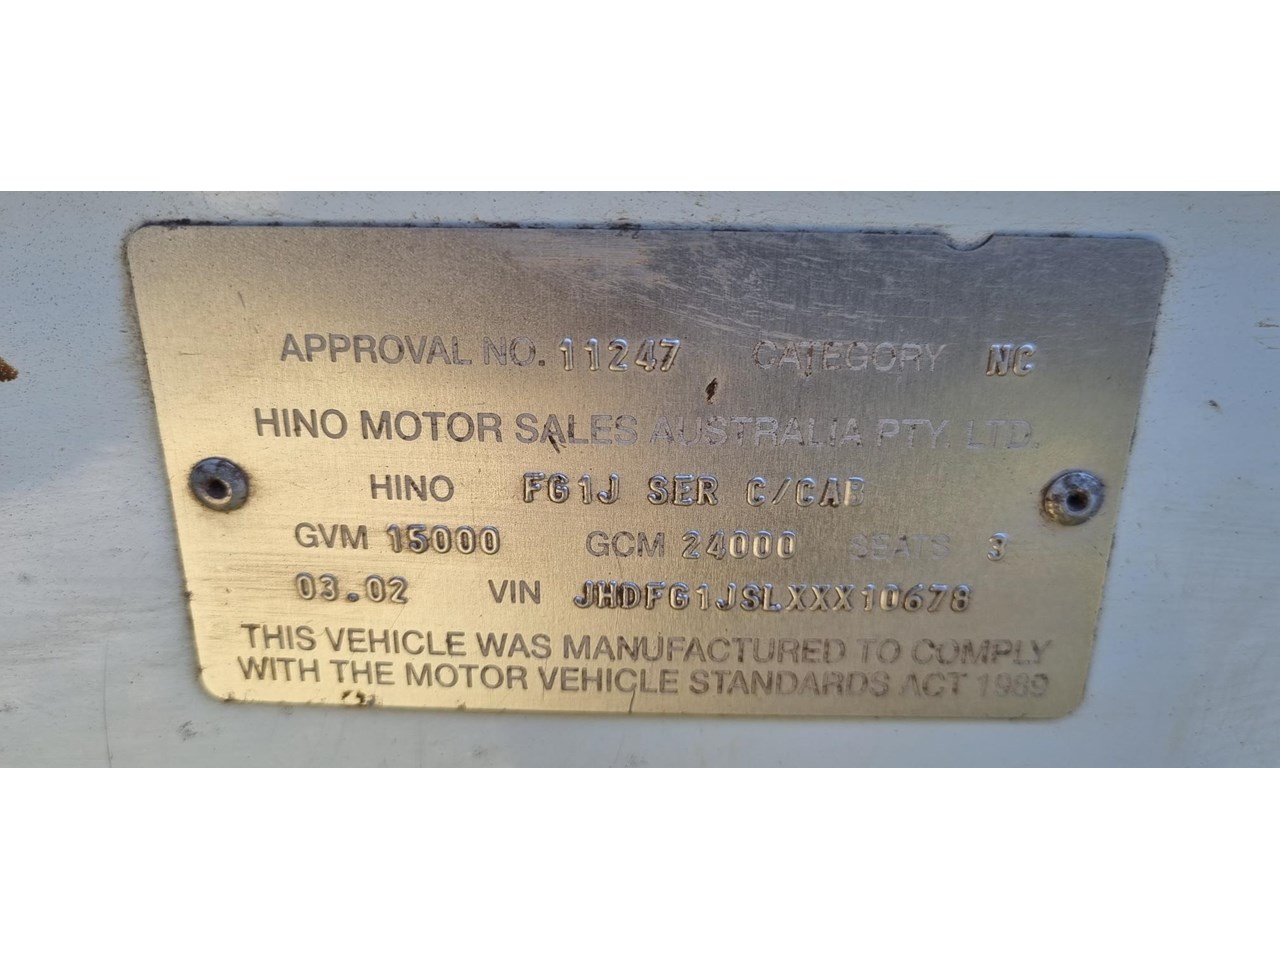 APPROVAL NO. 11247 CATEGORY NC
HINO MOTOR SALES AUSTRALIA PTY. LTD.
HINO FG1J SER C/CAB
GVM 15000 GCM 24000 SEATS 3
03.02 VIN JHDFG1JSLXXX10678
THIS VEHICLE WAS MANUFACTURED TO COMPLY
WITH THE MOTOR VEHICLE STANDARDS ACT 1989